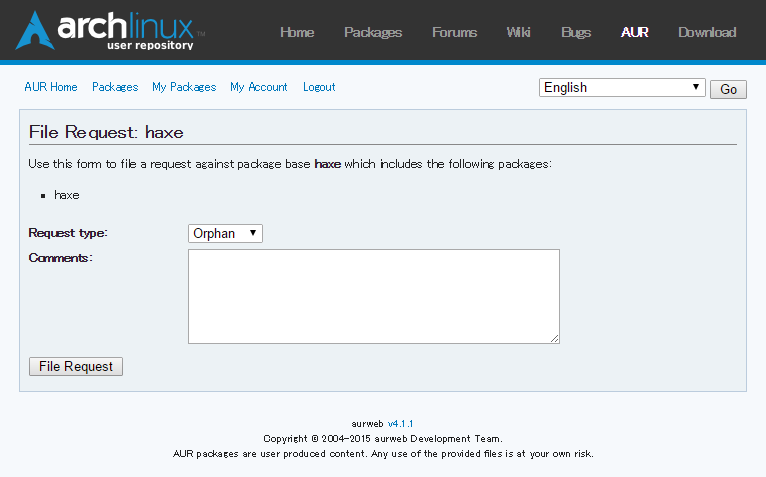 archlinux™
user repository
Home Packages Forums Wiki Bugs AUR Download
AUR Home Packages My Packages My Account Logout English Go
File Request: haxe
Use this form to file a request against package base haxe which includes the following packages:
haxe
Request type: Orphan
Comments:
File Request
aurweb v4.1.1
Copyright © 2004-2015 aurweb Development Team.
AUR packages are user produced content. Any use of the provided files is at your own risk.